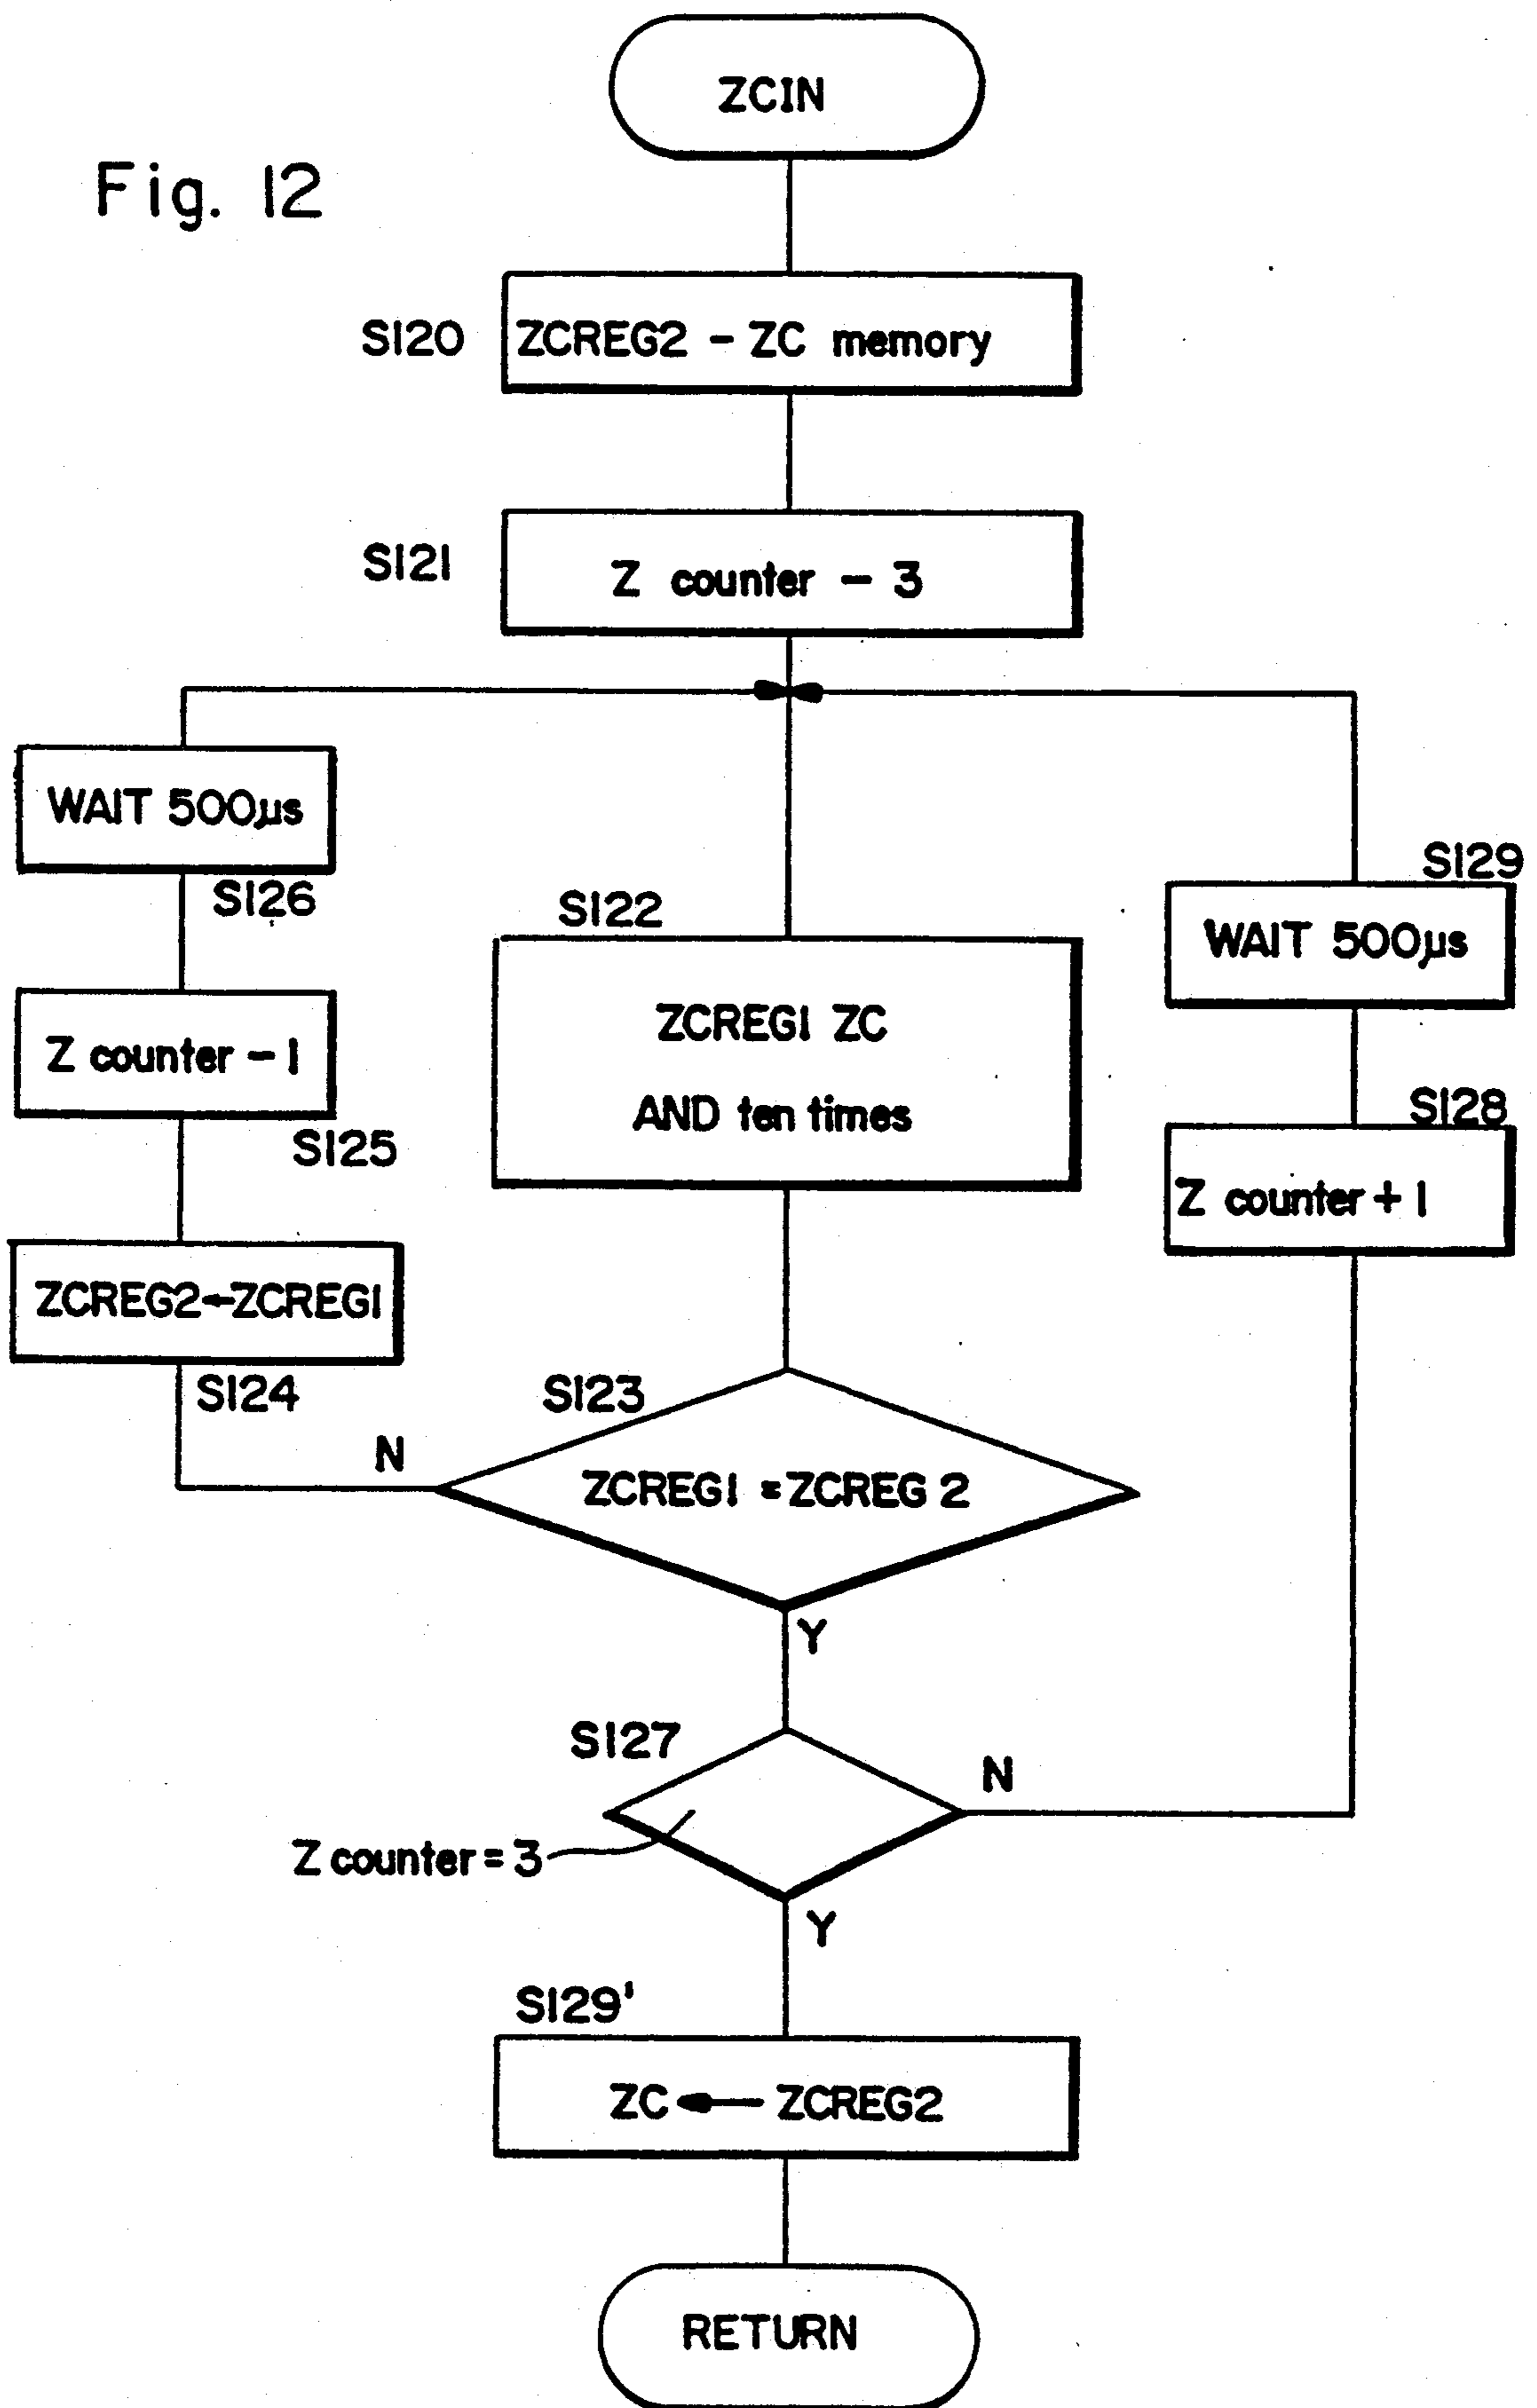 Fig. 12
ZCIN
S120
ZCREG2 - ZC memory
S121
Z counter - 3
WAIT 500µs
S126
Z counter - 1
S125
ZCREG2←ZCREG1
S124
S122
ZCREG1 ZC
AND ten times
S129
WAIT 500µs
S128
Z counter + 1
S123
N
ZCREG1 = ZCREG 2
Y
S127
N
Z counter = 3
Y
S129'
ZC ← ZCREG2
RETURN